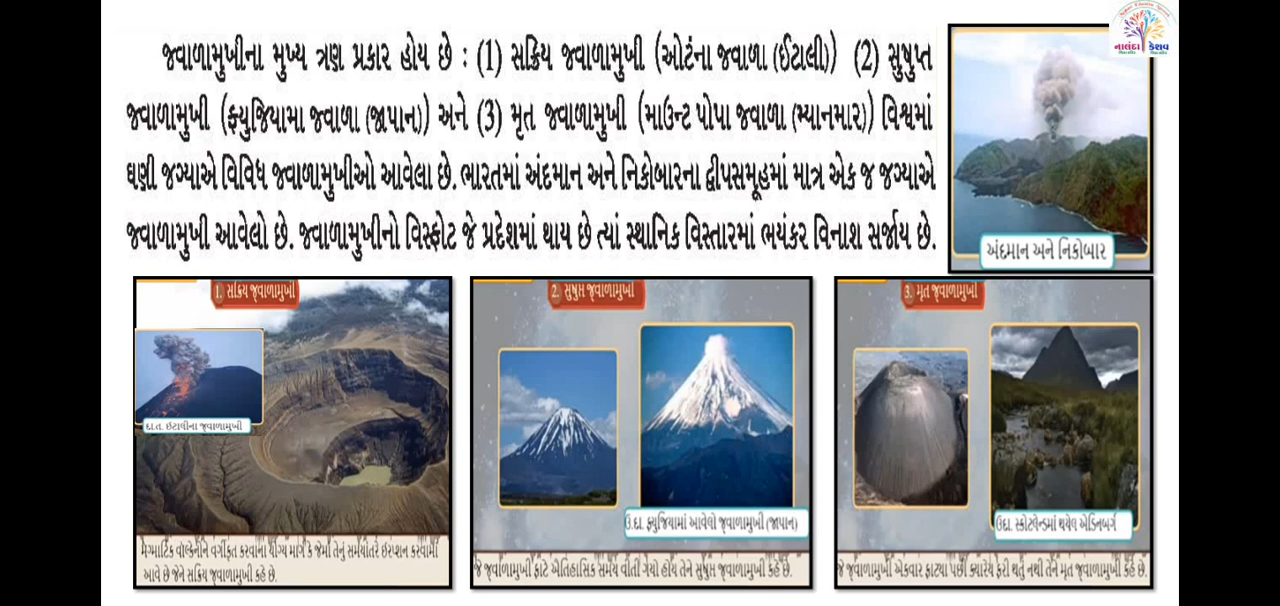 નાલંદા કેશવ
જ્વાળામુખીના મુખ્ય ત્રણ પ્રકાર હોય છે : (1) સક્રિય જ્વાળામુખી (ઓટના જ્વાળા (ઈટાલી)) (2) સુષુપ્ત
જ્વાળામુખી (ફ્યુજિયામા જ્વાળા (જાપાન)) અને (3) મૃત જ્વાળામુખી (માઉન્ટ પોપા જ્વાળા (મ્યાનમાર)) વિશ્વમાં
ઘણી જગ્યાએ વિવિધ જ્વાળામુખીઓ આવેલા છે. ભારતમાં અંદમાન અને નિકોબારના દ્વીપસમૂહમાં માત્ર એક જ જગ્યાએ
જ્વાળામુખી આવેલો છે. જ્વાળામુખીનો વિસ્ફોટ જે પ્રદેશમાં થાય છે ત્યાં સ્થાનિક વિસ્તારમાં ભયંકર વિનાશ સર્જાય છે.
અંદમાન અને નિકોબાર
1. સક્રિય જ્વાળામુખી
દા.ત. ઇટાલીના જ્વાળામુખી
મેગ્માટિક વોલ્કેનોને વર્ગીકૃત કરવાના યોગ્ય માર્ગ કે જેમાં તેનું સમયાંતરે ઇરપ્શન કરવામાં
આવે છે જેને સક્રિય જ્વાળામુખી કહે છે.
2. સુષુપ્ત જ્વાળામુખી
ઉ.દા. ફ્યુજિયામાં આવેલો જ્વાળામુખી (જાપાન)
જે જ્વાળામુખી ફાટે ઐતિહાસિક સમય વીતી ગયો હોય તેને સુષુપ્ત જ્વાળામુખી કહે છે.
3. મૃત જ્વાળામુખી
ઉદા. સ્કોટલેન્ડમાં થયેલ એડિનબર્ગ
જે જ્વાળામુખી એકવાર ફાટ્યા પછી ક્યારેય ફરી થતું નથી તેને મૃત જ્વાળામુખી કહે છે.